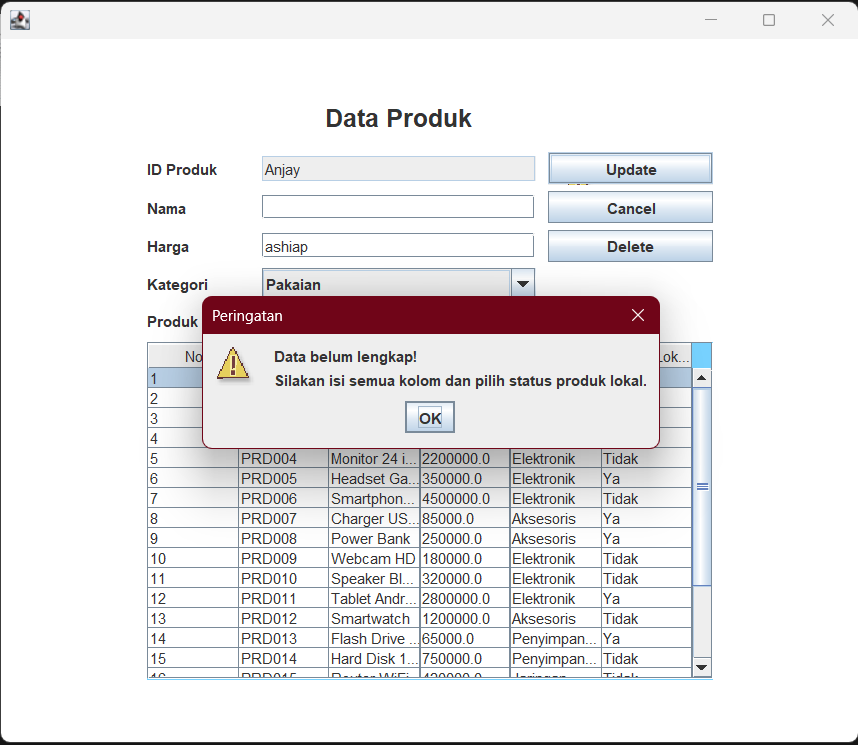 Data Produk
ID Produk Anjay Update
Nama Cancel
Harga ashiap Delete
Kategori Pakaian
Produk
Peringatan
Data belum lengkap!
Silakan isi semua kolom dan pilih status produk lokal.
OK
No Lok...
1
2
3
4
5 PRD004 Monitor 24 i... 2200000.0 Elektronik Tidak
6 PRD005 Headset Ga... 350000.0 Elektronik Ya
7 PRD006 Smartphon... 4500000.0 Elektronik Tidak
8 PRD007 Charger US... 85000.0 Aksesoris Ya
9 PRD008 Power Bank 250000.0 Aksesoris Ya
10 PRD009 Webcam HD 180000.0 Elektronik Tidak
11 PRD010 Speaker Bl... 320000.0 Elektronik Tidak
12 PRD011 Tablet Andr... 2800000.0 Elektronik Ya
13 PRD012 Smartwatch 1200000.0 Aksesoris Tidak
14 PRD013 Flash Drive ... 65000.0 Penyimpan... Ya
15 PRD014 Hard Disk 1... 750000.0 Penyimpan... Tidak
16 PRD015 Router WiFi 420000.0 Jaringan Tidak